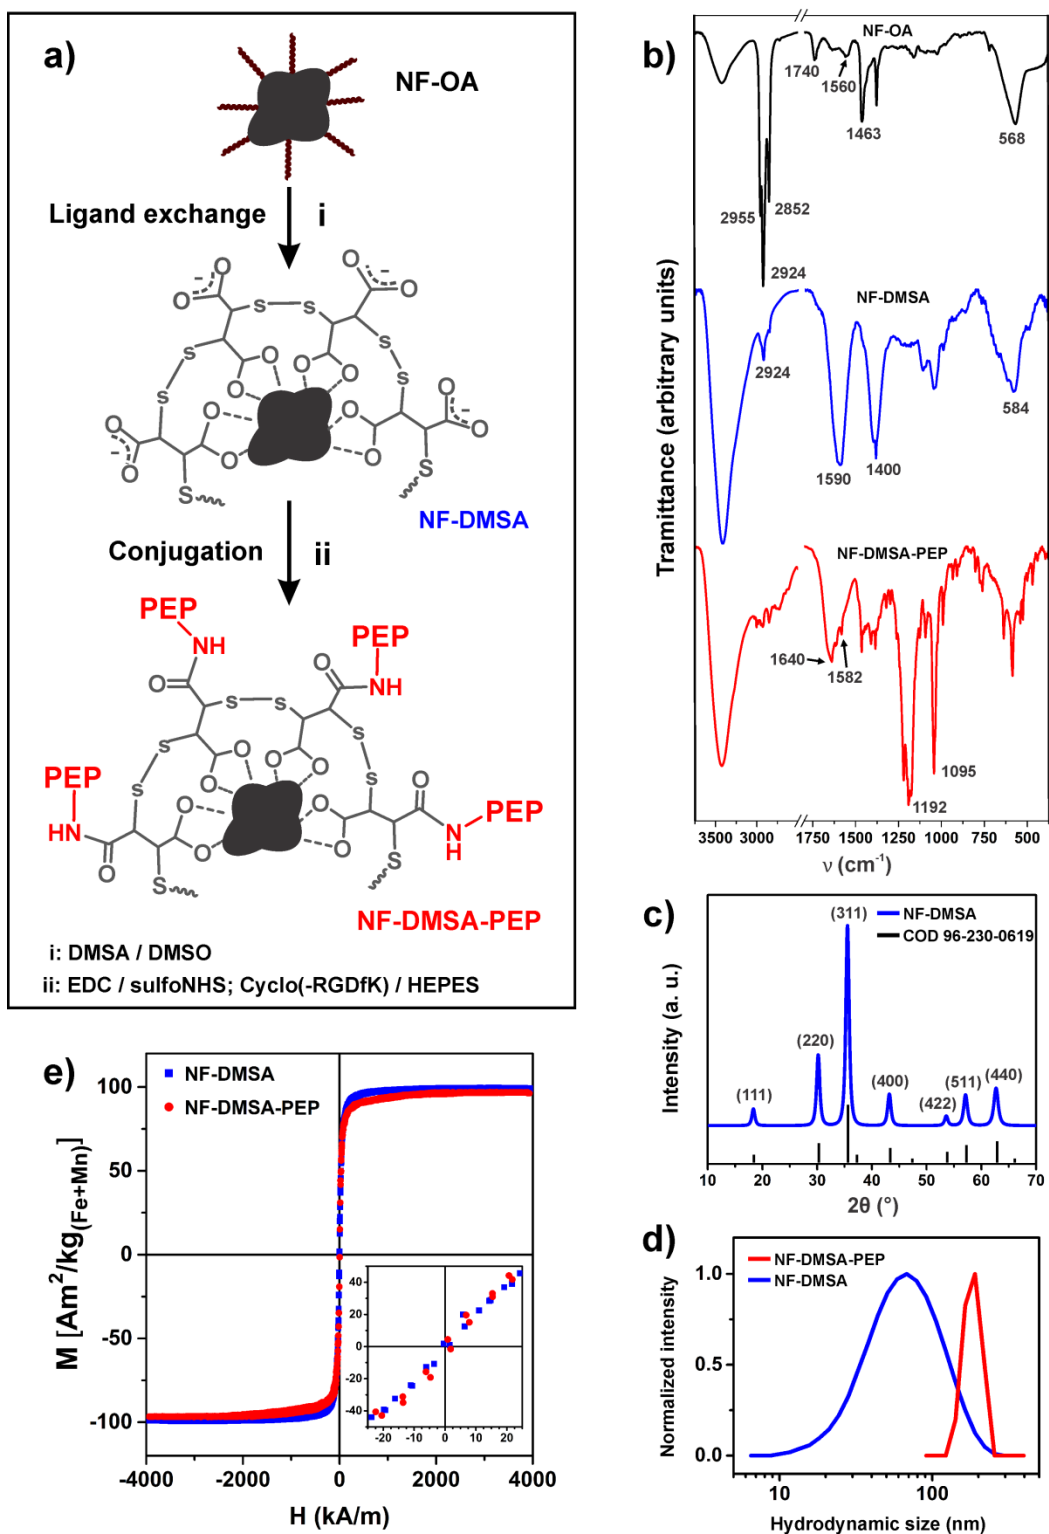 a)
NF-OA
Ligand exchange i
O O O O
- -
S S
S S
O O O O
S S
- -
O O O O
O O O O
S S
NF-DMSA
Conjugation ii
PEP PEP
NH O
O NH
S S
PEP O O O O
S S
HN O O O PEP
O N
H
O S S
NF-DMSA-PEP
i: DMSA / DMSO
ii: EDC / sulfoNHS; Cyclo(-RGDfK) / HEPES
b)
Tramittance (arbitrary units)
NF-OA
1740
1560
1463
568
2955 2852
2924
NF-DMSA
2924
584
1590 1400
NF-DMSA-PEP
1640
1582
1095
1192
3500 3000 1750 1500 1250 1000 750 500
ν (cm-1)
c)
Intensity (a. u.)
NF-DMSA
COD 96-230-0619
(111)
(220)
(311)
(400)
(422)
(511)
(440)
10 20 30 40 50 60 70
2θ (°)
d)
Normalized intensity
NF-DMSA-PEP
NF-DMSA
1.0
0.5
0.0
10 100
Hydrodynamic size (nm)
e)
M [Am2/kg(Fe+Mn)]
NF-DMSA
NF-DMSA-PEP
100
50
0
-50
-100
-4000 -2000 0 2000 4000
H (kA/m)
40
20
0
-20
-40
-20 -10 0 10 20